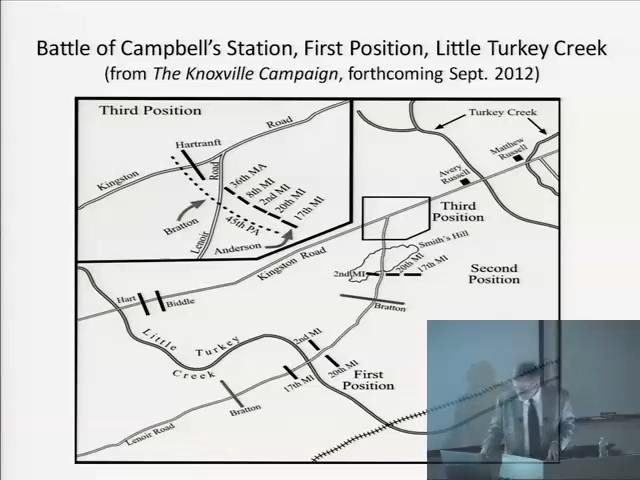 Battle of Campbell's Station, First Position, Little Turkey Creek
(from The Knoxville Campaign, forthcoming Sept. 2012)
Third Position
Turkey Creek
Hartranft
Road
Kingston
Road
36th MA
8th MI
2nd MI
20th MI
17th MI
45th PA
Bratton
Lenoir
Anderson
Matthew
Russell
Avery
Russell
Third
Position
Smith's Hill
Kingston Road
2nd MI
20th MI
17th MI
Second
Position
Bratton
Hart
Biddle
Little Turkey
Creek
2nd MI
20th MI
17th MI
First
Position
Bratton
Lenoir Road